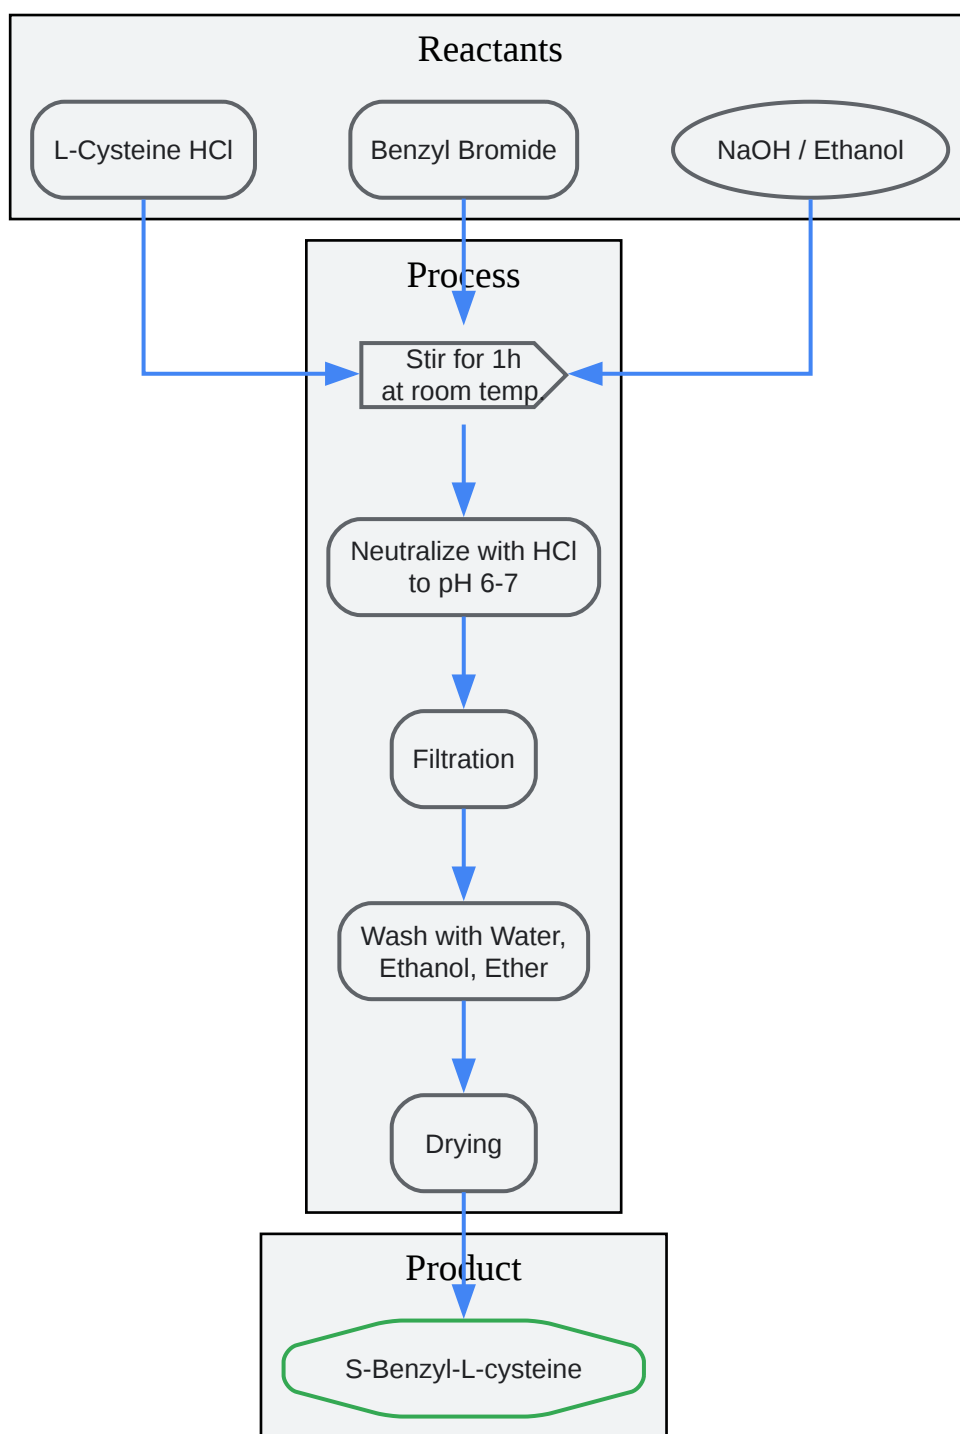 Reactants
L-Cysteine HCl
Benzyl Bromide
NaOH / Ethanol
Process
Stir for 1h
at room temp.
Neutralize with HCl
to pH 6-7
Filtration
Wash with Water,
Ethanol, Ether
Drying
Product
S-Benzyl-L-cysteine